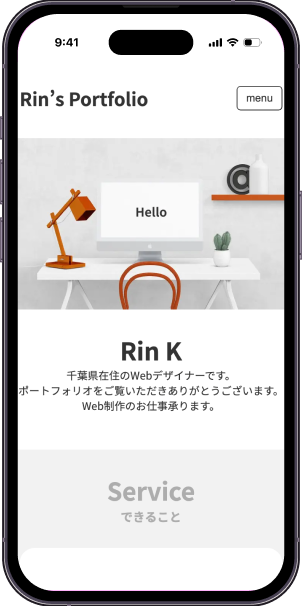 9:41
Rin’s Portfolio
menu
Hello
Rin K
千葉県在住のWebデザイナーです。
ポートフォリオをご覧いただきありがとうございます。
Web制作のお仕事承ります。
Service
できること